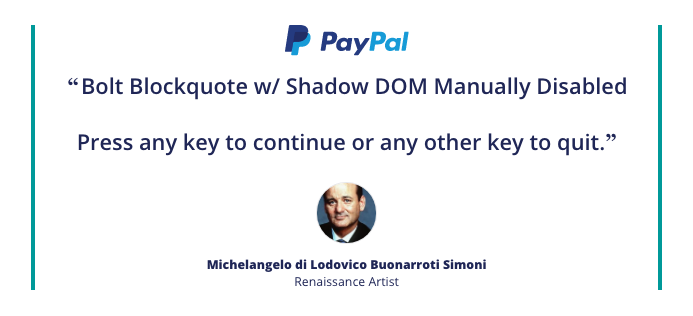 PayPal
“Bolt Blockquote w/ Shadow DOM Manually Disabled
Press any key to continue or any other key to quit.”
Michelangelo di Lodovico Buonarroti Simoni
Renaissance Artist